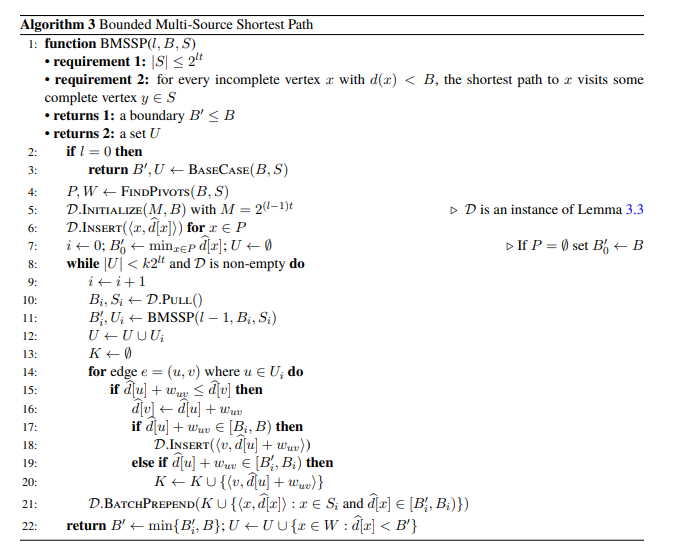 Algorithm 3 Bounded Multi-Source Shortest Path
1: function BMSSP(l, B, S)
• requirement 1: |S| ≤ 2^{lt}
• requirement 2: for every incomplete vertex x with d(x) < B, the shortest path to x visits some
complete vertex y ∈ S
• returns 1: a boundary B′ ≤ B
• returns 2: a set U
2: if l = 0 then
3: return B′, U ← BASECASE(B, S)
4: P, W ← FINDPIVOTS(B, S)
5: 𝒟.INITIALIZE(M, B) with M = 2^{(l−1)t} ▷ 𝒟 is an instance of Lemma 3.3
6: 𝒟.INSERT(⟨x, d̂[x]⟩) for x ∈ P
7: i ← 0; B′_0 ← min_{x∈P} d̂[x]; U ← ∅ ▷ If P = ∅ set B′_0 ← B
8: while |U| < k2^{lt} and 𝒟 is non-empty do
9: i ← i + 1
10: B_i, S_i ← 𝒟.PULL()
11: B′_i, U_i ← BMSSP(l − 1, B_i, S_i)
12: U ← U ∪ U_i
13: K ← ∅
14: for edge e = (u, v) where u ∈ U_i do
15: if d̂[u] + w_{uv} ≤ d̂[v] then
16: d̂[v] ← d̂[u] + w_{uv}
17: if d̂[u] + w_{uv} ∈ [B_i, B) then
18: 𝒟.INSERT(⟨v, d̂[u] + w_{uv}⟩)
19: else if d̂[u] + w_{uv} ∈ [B′_i, B_i) then
20: K ← K ∪ {⟨v, d̂[u] + w_{uv}⟩}
21: 𝒟.BATCHPREPEND(K ∪ {⟨x, d̂[x]⟩ : x ∈ S_i and d̂[x] ∈ [B′_i, B_i)})
22: return B′ ← min{B′_i, B}; U ← U ∪ {x ∈ W : d̂[x] < B′}